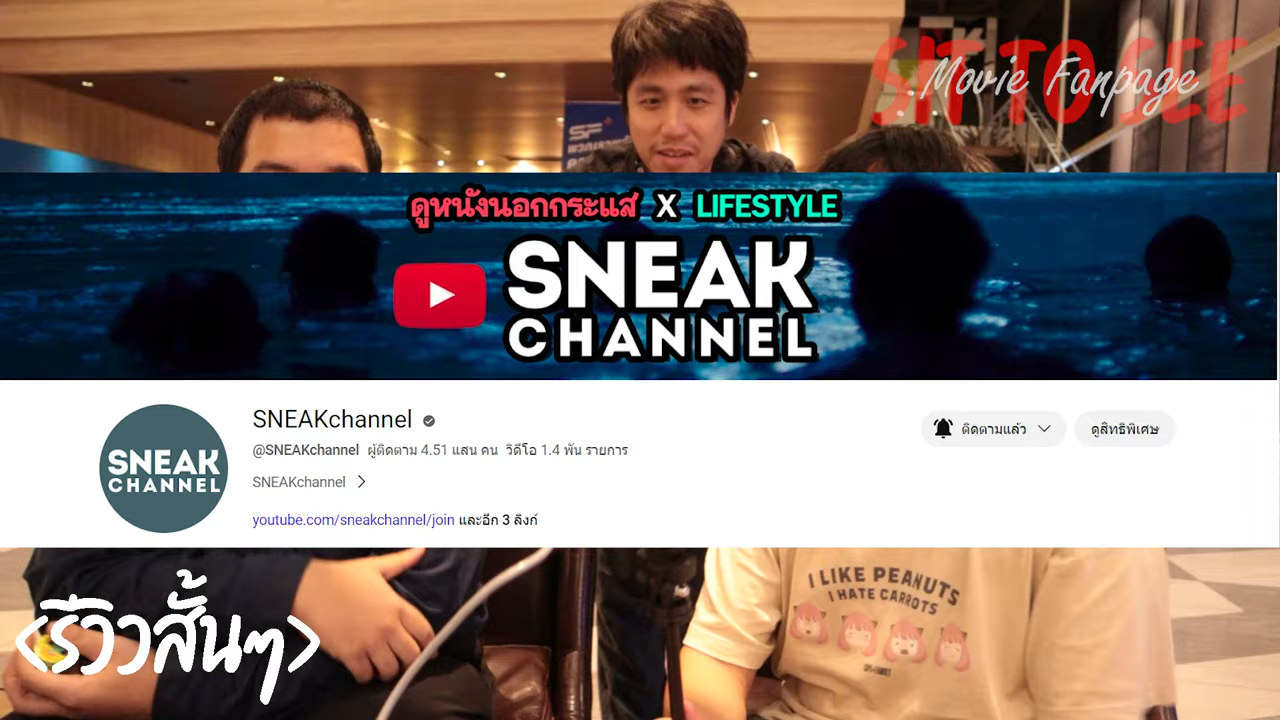 SIT TO SEE
.Movie Fanpage
SF
ดูหนังนอกกระแส X LIFESTYLE
SNEAK
CHANNEL
SNEAK
CHANNEL
SNEAKchannel
@SNEAKchannel ผู้ติดตาม 4.51 แสน คน วิดีโอ 1.4 พัน รายการ
SNEAKchannel
youtube.com/sneakchannel/join และอีก 3 ลิงก์
ติดตามแล้ว
ดูสิทธิพิเศษ
I LIKE PEANUTS
I HATE CARROTS
<รีวิวสั้นๆ>